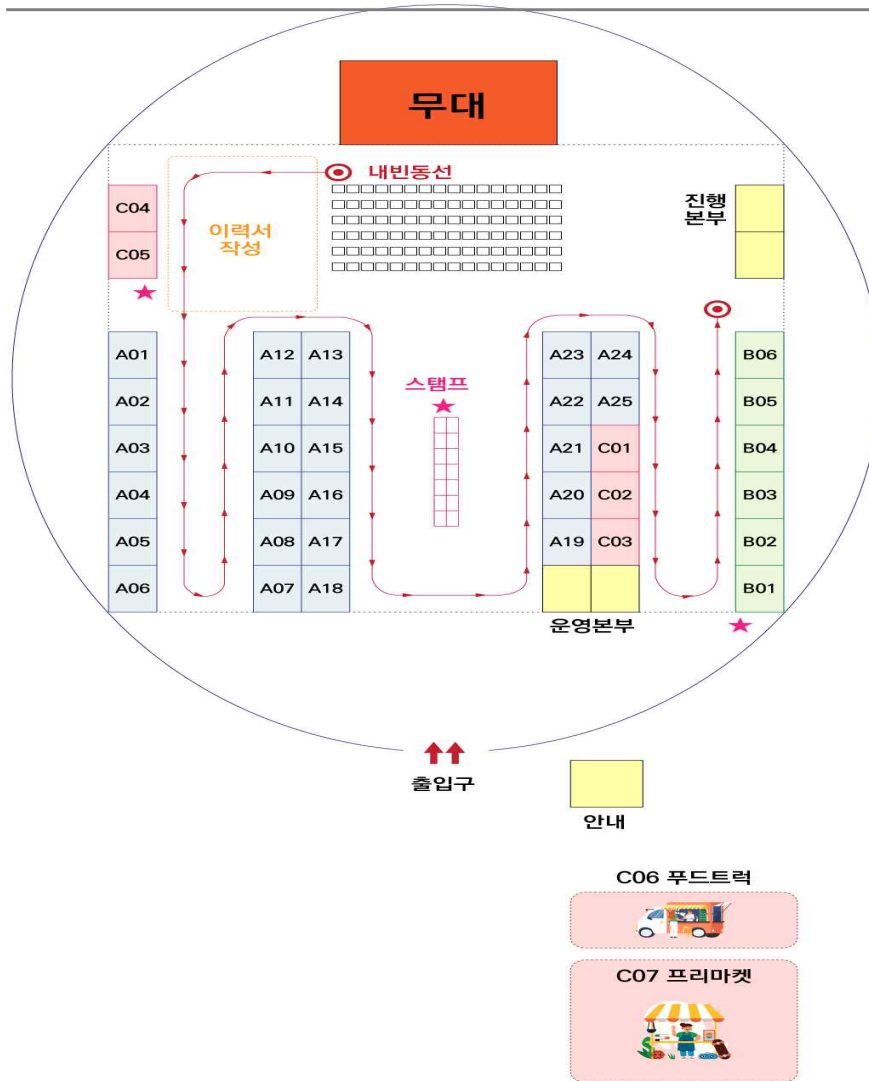 무대
내빈동선
C04
C05
이력서
작성
진행
본부
A01
A12 A13
스탬프
A23 A24
B06
A02
A11 A14
A22 A25
B05
A03
A10 A15
A21 C01
B04
A04
A09 A16
A20 C02
B03
A05
A08 A17
A19 C03
B02
A06
A07 A18
B01
운영본부
출입구
안내
C06 푸드트럭
C07 프리마켓